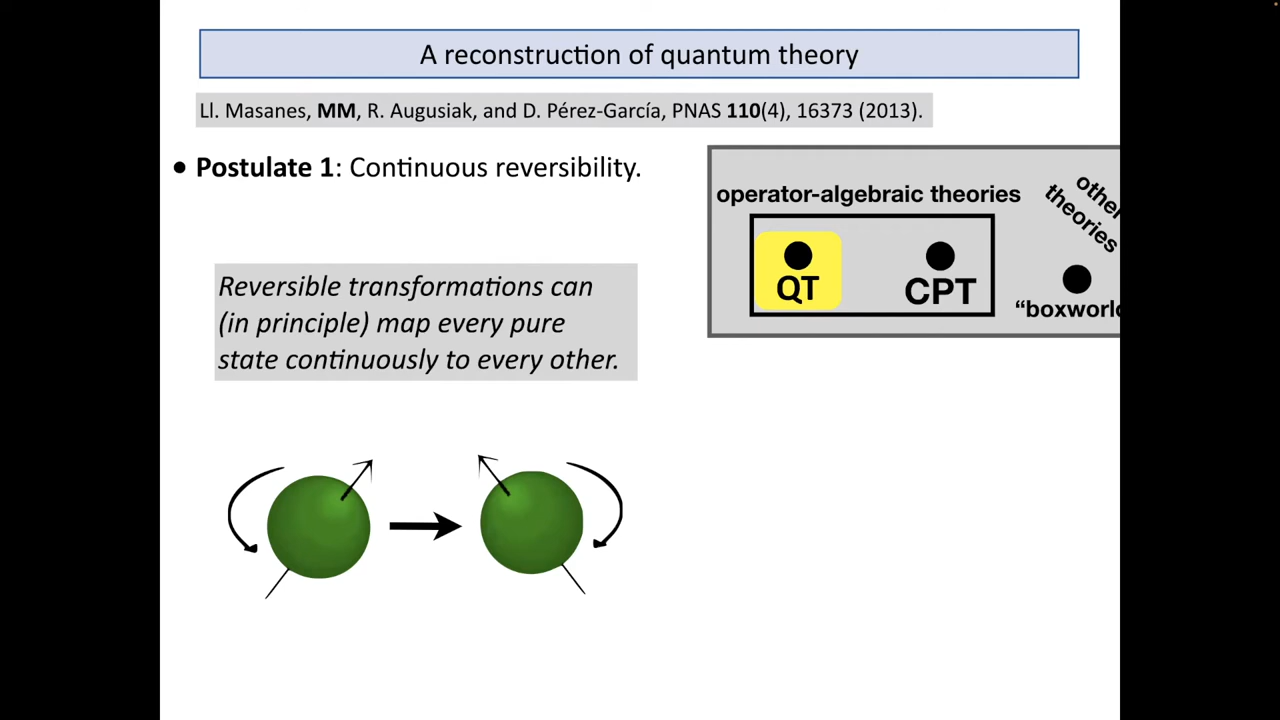 A reconstruction of quantum theory
Ll. Masanes, MM, R. Augusiak, and D. Pérez-García, PNAS 110(4), 16373 (2013).
• Postulate 1: Continuous reversibility.
Reversible transformations can
(in principle) map every pure
state continuously to every other.
operator-algebraic theories
QT
CPT
other
theories
“boxworld